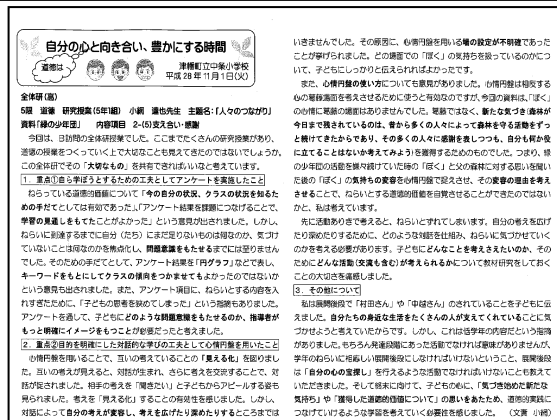 自分の心と向き合い、豊かにする時間
道徳は
津幡町立中条小学校
平成28年11月1日(火)
全体研(高)
5限 道徳 研究授業(5年1組) 小網 達也先生 主題名:「人々のつながり」
資料「緑の少年団」 内容項目 2-(5)支え合い・感謝
今回は、3訪問の全体研授業でした。ここまでたくさんの研究授業があり、
道徳の授業をつくっていく上で大切なことも見えてきたのではないでしょうか。
この全体研でその「大切なもの」を共有できればいいなと考えています。
1.重点①自ら学ぼうとするための工夫としてアンケートを実施したこと
ねらっている道徳的価値について「今の自分の状況、クラスの状況を知るた
めの手だてとしては有効であった」、「アンケート結果を課題につなげることで、
学習の見通しをもてたことがよかった」という意見が出されました。しかし、
ねらいに到達するまでに自分（たち）にまだ足りないものは何なのか、気づけ
ていないことは何なのかを焦点化し、問題意識をもたせるまでには至りません
でした。そのための手だてとして、アンケート結果を「円グラフ」などで表し、
キーワードをもとにしてクラスの傾向をつかませてもよかったのではないか
という意見も出されました。また、アンケート項目に、ねらいとする内容を入
れすぎたために、「子どもの思考を狭めてしまった」という指摘もありました。
アンケートを通して、子どもにどのような問題意識をもたせるのか、指導者が
もっと明確にイメージをもつことが必要だったと考えました。
2.重点②目的を明確にした対話的な学びの工夫として心情円盤を用いたこと
心情円盤を用いることで、互いの考えていることの「見える化」を図りまし
た。互いの考えが見えると、対話が生まれ、さらに考えを交流することで、対
話が促されました。相手の考えを「聞きたい」と子どもからアピールする姿も
見られました。考えを「見える化」することの有効性を感じました。しかし、
対話によって自分の考えが変容し、考えを広げたり深めたりするところまでは
いきませんでした。その原因に、心情円盤を用いる場の設定が不明確であった
ことが挙げられました。どの場面での「ぼく」の気持ちを扱っているのかにつ
いて、子どもにしっかりと伝えられればよかったです。
また、心情円盤の使い方についても意見がありました。心情円盤は相反する
心の葛藤場面を考えさせるために使うと有効なのですが、今回の資料は、「ぼく」
の心情に葛藤の場面はありませんでした。葛藤ではなく、新たな気づき（森林が
今日まで残されているのは、昔から多くの人々によって森林を守る活動をずっ
と続けてきたからであり、その多くの人々に感謝を表しつつも、自分も何か役
に立てることはないか考えてみよう）を獲得するためのものでした。つまり、緑
の少年団の活動を嫌々続けていた時の「ぼく」と父の森林に対する思いを聞い
た後の「ぼく」の気持ちの変容を心情円盤で捉えさせ、その変容の理由を考え
させることで、ねらいとする道徳的価値を自覚させることができたのではない
かと、私は考えています。
先に活動ありきで考えると、ねらいとずれてしまいます。自分の考えを広げ
たり深めたりするために、どのような対話を仕組み、ねらいに気づかせていく
のかを考える必要があります。子どもにどんなことを考えさえたいのか、その
ためにどんな活動（交流も含む）が考えられるかについて教材研究をしておく
ことの大切さを痛感しました。
3.その他について
私は展開後段で「村田さん」や「中越さん」のされていることを子どもに伝
えました。自分たちの身近な生活をたくさんの人が支えてくれていることに気
づかせようと考えていたからです。しかし、これは低学年の内容だという指摘
がありました。もちろん発達段階にあった活動でなければ意味がありませんが、
学年のねらいに相応しい展開後段にしなければいけないということ、展開後段
は「自分の心の宝探し」を行えるような活動でなければいけないことも教えて
いただきました。そして終末に向けて、子どもの心に、「気づき始めた新たな
気持ち」や「獲得した道徳的価値について」の思いをあたため、道徳的実践に
つなげていけるような学習を考えていく必要性を感じました。 （文責 小網）